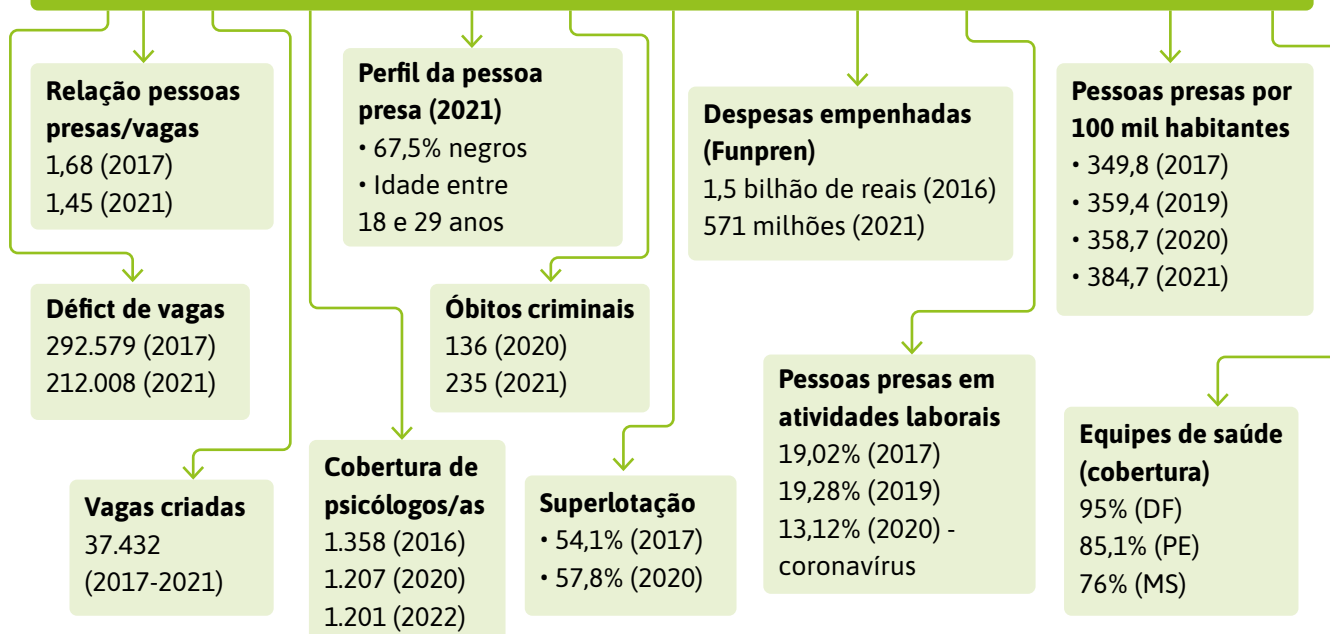 Relação pessoas
presas/vagas
1,68 (2017)
1,45 (2021)
Perfil da pessoa
presa (2021)
• 67,5% negros
• Idade entre
18 e 29 anos
Despesas empenhadas
(Funpren)
1,5 bilhão de reais (2016)
571 milhões (2021)
Pessoas presas por
100 mil habitantes
• 349,8 (2017)
• 359,4 (2019)
• 358,7 (2020)
• 384,7 (2021)
Défict de vagas
292.579 (2017)
212.008 (2021)
Óbitos criminais
136 (2020)
235 (2021)
Pessoas presas em
atividades laborais
19,02% (2017)
19,28% (2019)
13,12% (2020) -
coronavírus
Equipes de saúde
(cobertura)
95% (DF)
85,1% (PE)
76% (MS)
Vagas criadas
37.432
(2017-2021)
Cobertura de
psicólogos/as
1.358 (2016)
1.207 (2020)
1.201 (2022)
Superlotação
• 54,1% (2017)
• 57,8% (2020)